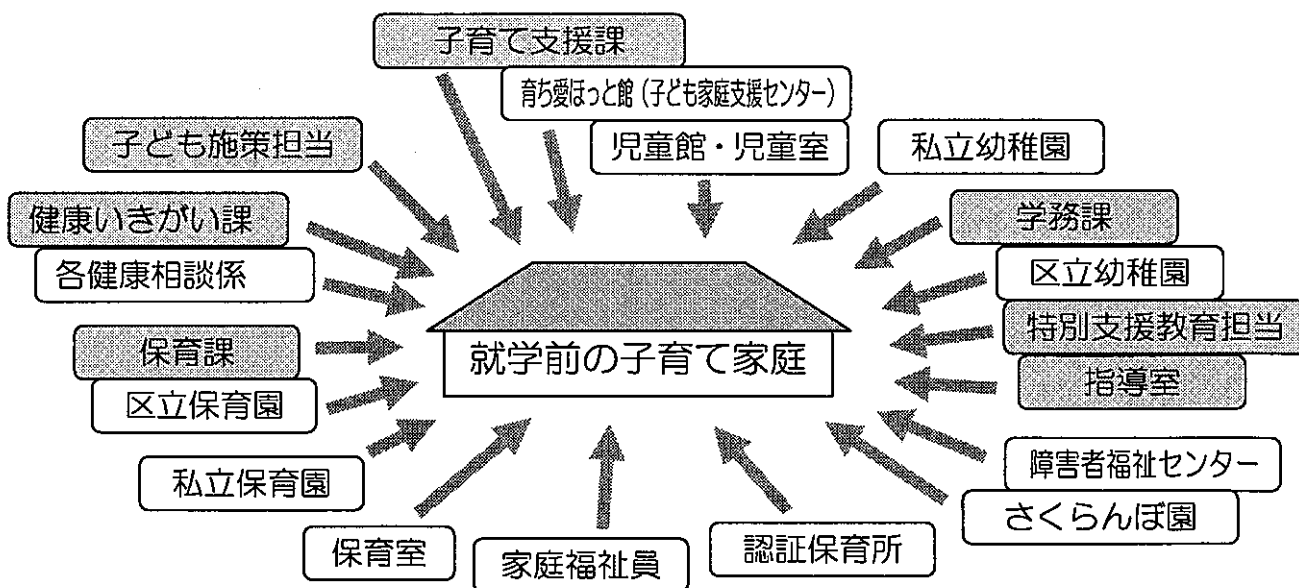 子育て支援課
育ち愛ほっと館（子ども家庭支援センター）
児童館・児童室
私立幼稚園
子ども施策担当
健康いきがい課
各健康相談係
学務課
区立幼稚園
特別支援教育担当
指導室
保育課
区立保育園
就学前の子育て家庭
私立保育園
保育室
家庭福祉員
認証保育所
障害者福祉センター
さくらんぼ園